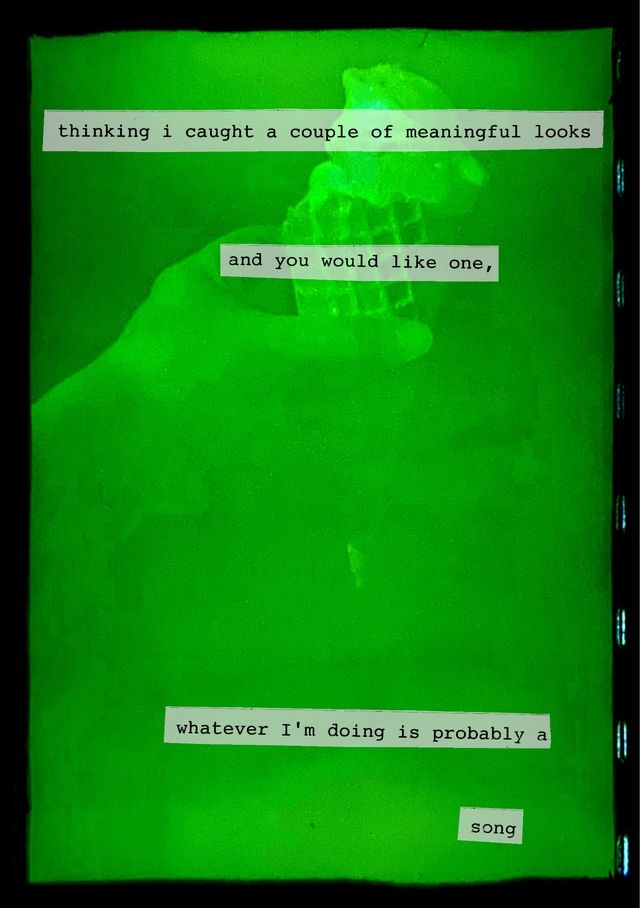 thinking i caught a couple of meaningful looks
and you would like one,
whatever I'm doing is probably a
song